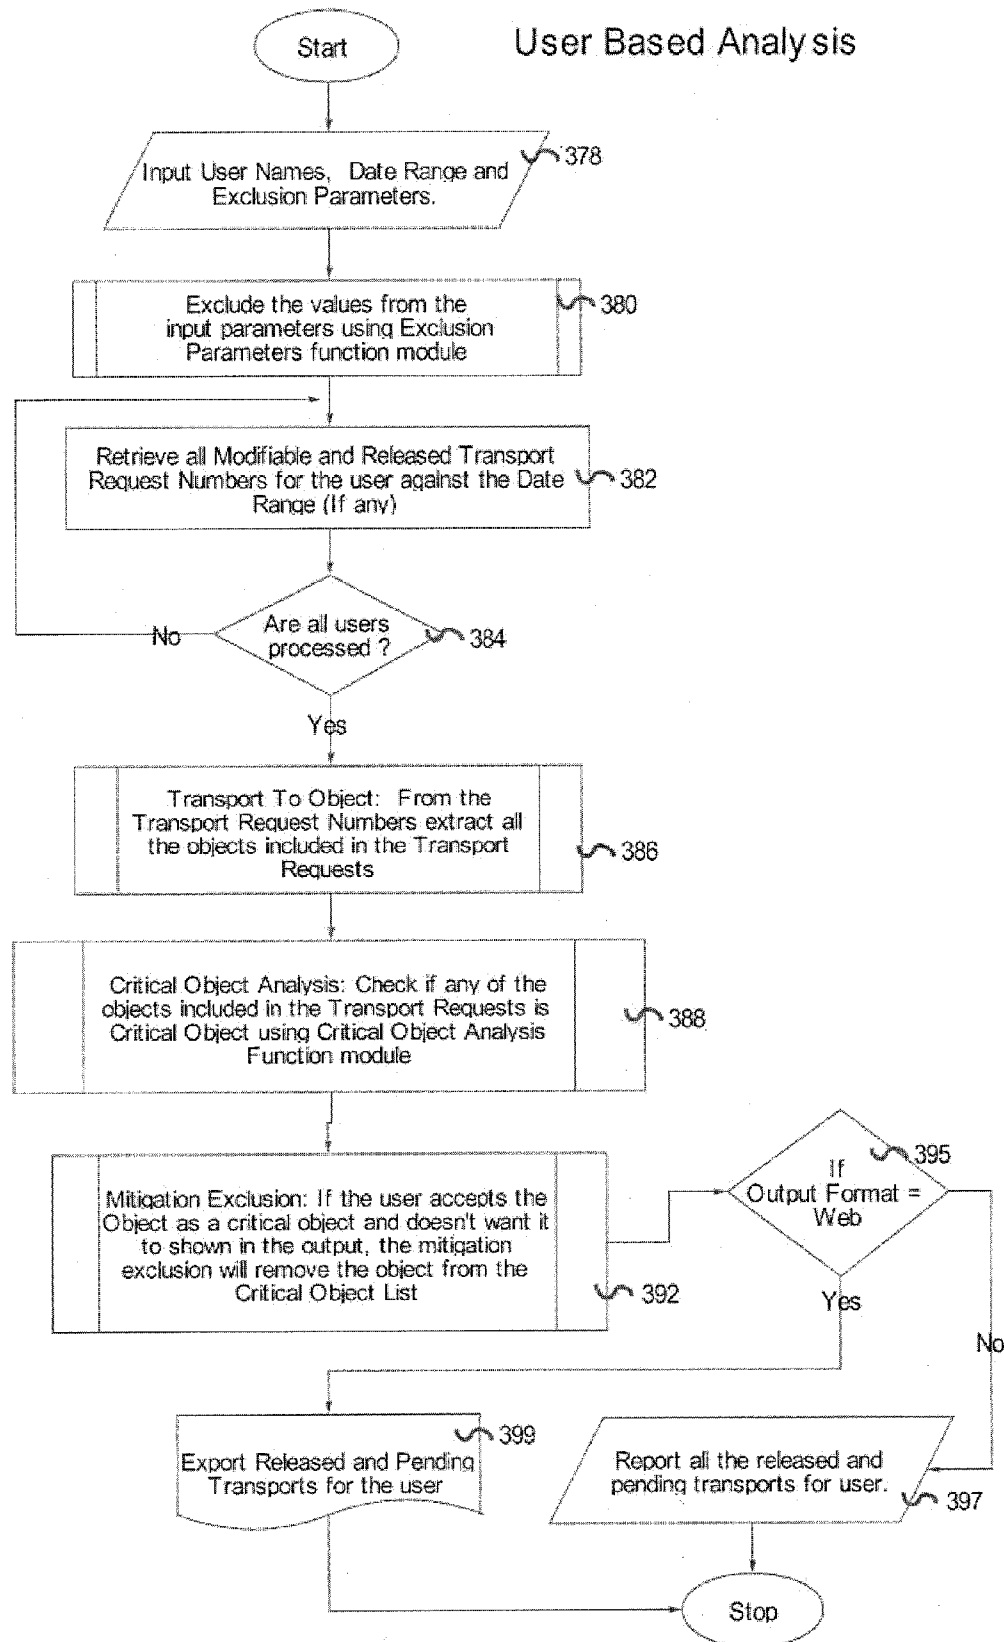 User Based Analysis
Start
Input User Names, Date Range and
Exclusion Parameters.
378
Exclude the values from the
input parameters using Exclusion
Parameters function module
380
Retrieve all Modifiable and Released Transport
Request Numbers for the user against the Date
Range (If any)
382
Are all users
processed ?
384
No
Yes
Transport To Object: From the
Transport Request Numbers extract all
the objects included in the Transport
Requests
386
Critical Object Analysis: Check if any of the
objects included in the Transport Requests is
Critical Object using Critical Object Analysis
Function module
388
Mitigation Exclusion: If the user accepts the
Object as a critical object and doesn't want it
to shown in the output, the mitigation
exclusion will remove the object from the
Critical Object List
392
If
Output Format =
Web
395
Yes
No
Export Released and Pending
Transports for the user
399
Report all the released and
pending transports for user.
397
Stop